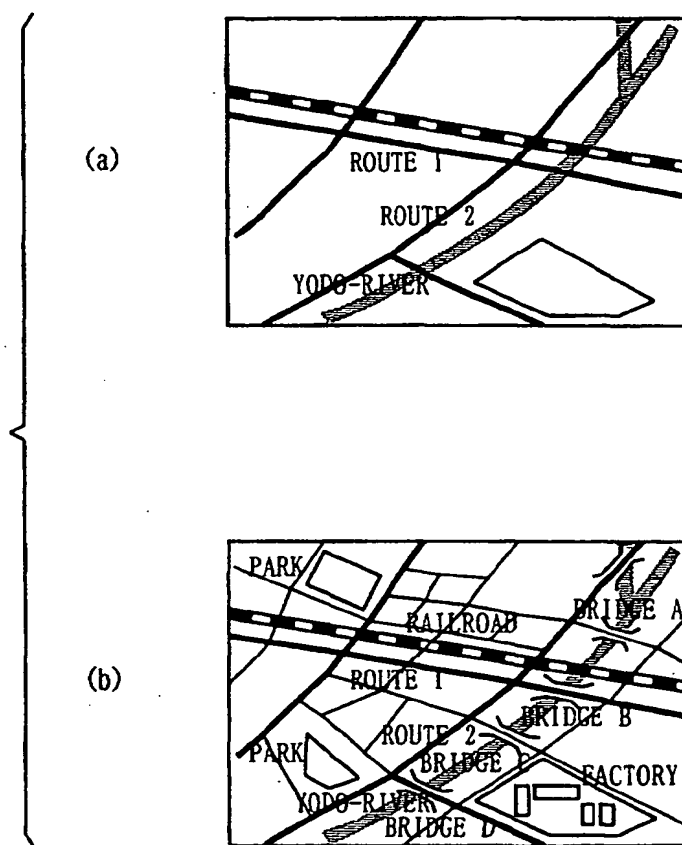 (a)
ROUTE 1
ROUTE 2
YODO-RIVER
(b)
PARK
BRIDGE A
RAILROAD
ROUTE 1
BRIDGE B
ROUTE 2
PARK
BRIDGE C
FACTORY
YODO-RIVER
BRIDGE D